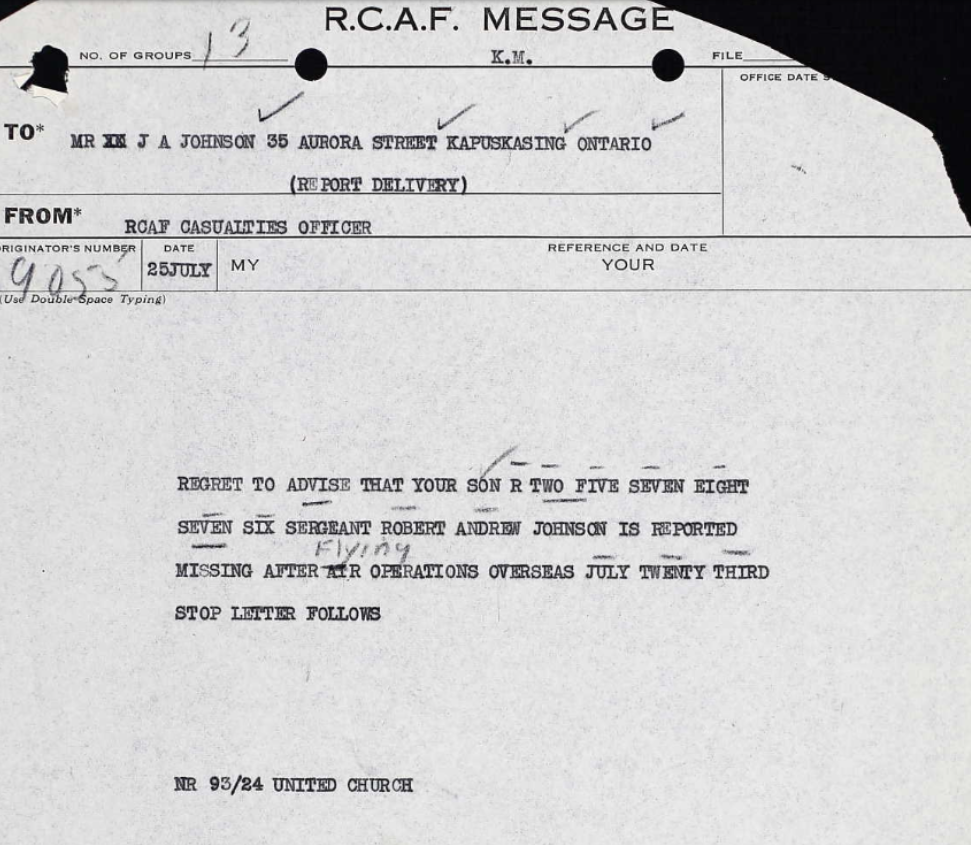 R.C.A.F. MESSAGE
NO. OF GROUPS 13
K.M.
FILE
OFFICE DATE S
TO* MR XX J A JOHNSON 35 AURORA STREET KAPUSKASING ONTARIO
(REPORT DELIVERY)
FROM* RCAF CASUALTIES OFFICER
RIGINATOR'S NUMBER DATE REFERENCE AND DATE
9053 25JULY MY YOUR
(Use Double Space Typing)
REGRET TO ADVISE THAT YOUR SON R TWO FIVE SEVEN EIGHT
SEVEN SIX SERGEANT ROBERT ANDREW JOHNSON IS REPORTED
Flying
MISSING AFTER AIR OPERATIONS OVERSEAS JULY TWENTY THIRD
STOP LETTER FOLLOWS
NR 93/24 UNITED CHURCH